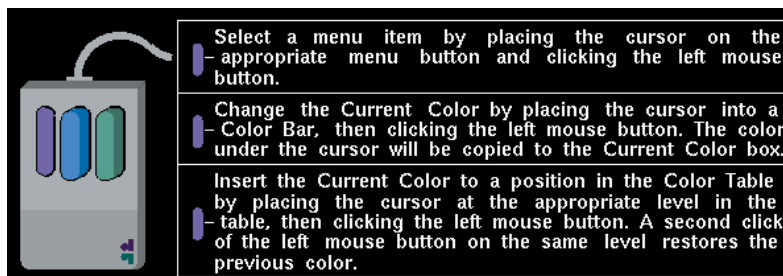 Select a menu item by placing the cursor on the
appropriate menu button and clicking the left mouse
button.
Change the Current Color by placing the cursor into a
Color Bar, then clicking the left mouse button. The color
under the cursor will be copied to the Current Color box.
Insert the Current Color to a position in the Color Table
by placing the cursor at the appropriate level in the
table, then clicking the left mouse button. A second click
of the left mouse button on the same level restores the
previous color.